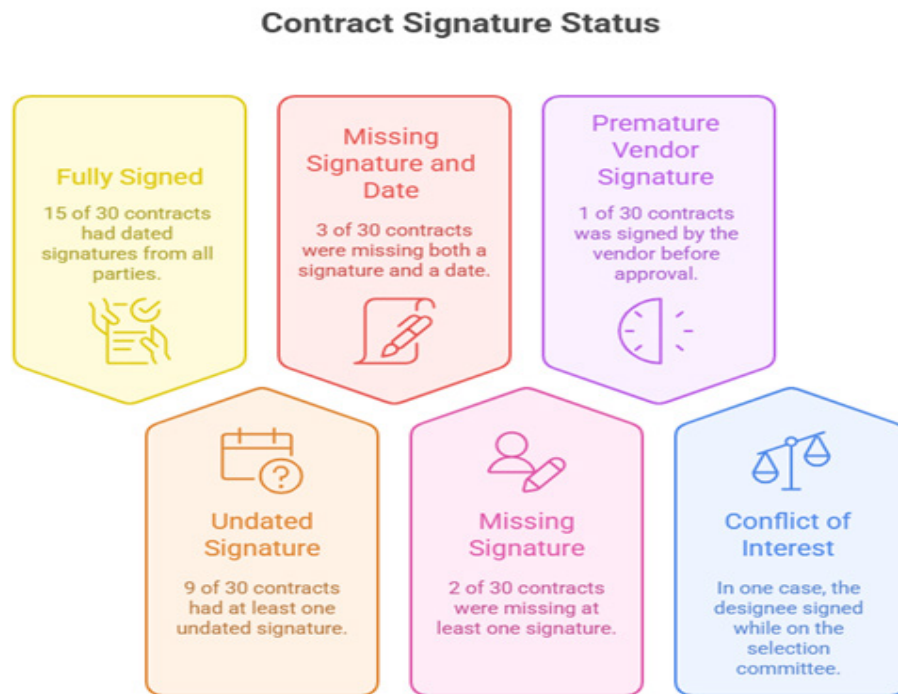 Contract Signature Status
Fully Signed
15 of 30 contracts
had dated
signatures from all
parties.
Missing
Signature and
Date
3 of 30 contracts
were missing both a
signature and a date.
Premature
Vendor
Signature
1 of 30 contracts
was signed by the
vendor before
approval.
?
Undated
Signature
9 of 30 contracts
had at least one
undated signature.
Missing
Signature
2 of 30 contracts
were missing at
least one signature.
Conflict of
Interest
In one case, the
designee signed
while on the
selection
committee.